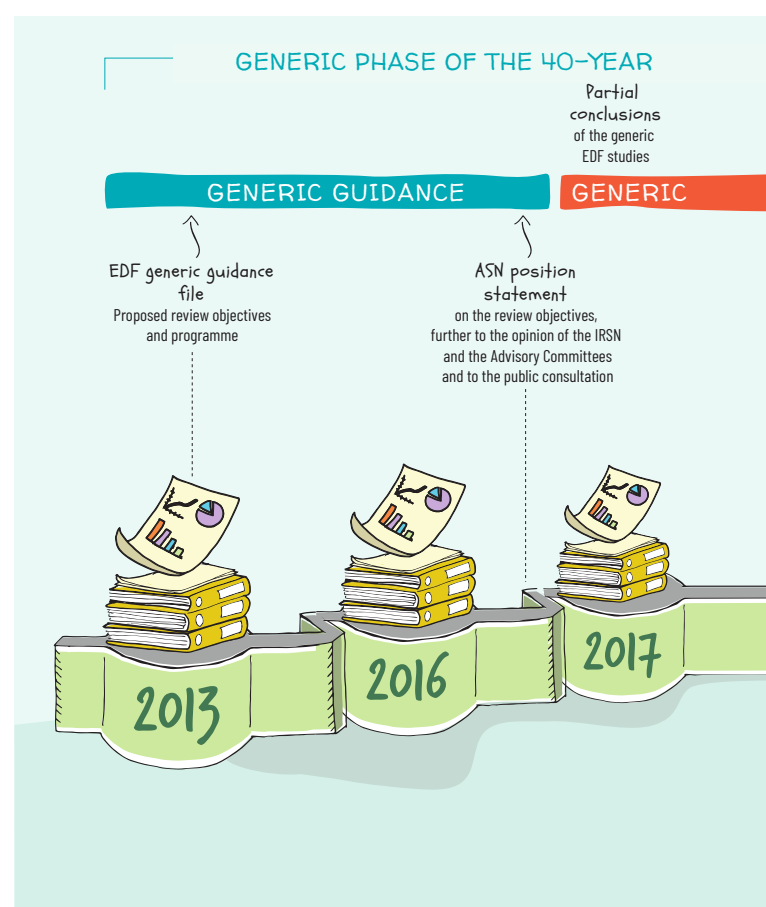 GENERIC PHASE OF THE 40-YEAR
Partial
conclusions
of the generic
EDF studies
GENERIC GUIDANCE
GENERIC
EDF generic guidance
file
Proposed review objectives
and programme
ASN position
statement
on the review objectives,
further to the opinion of the IRSN
and the Advisory Committees
and to the public consultation
2013
2016
2017